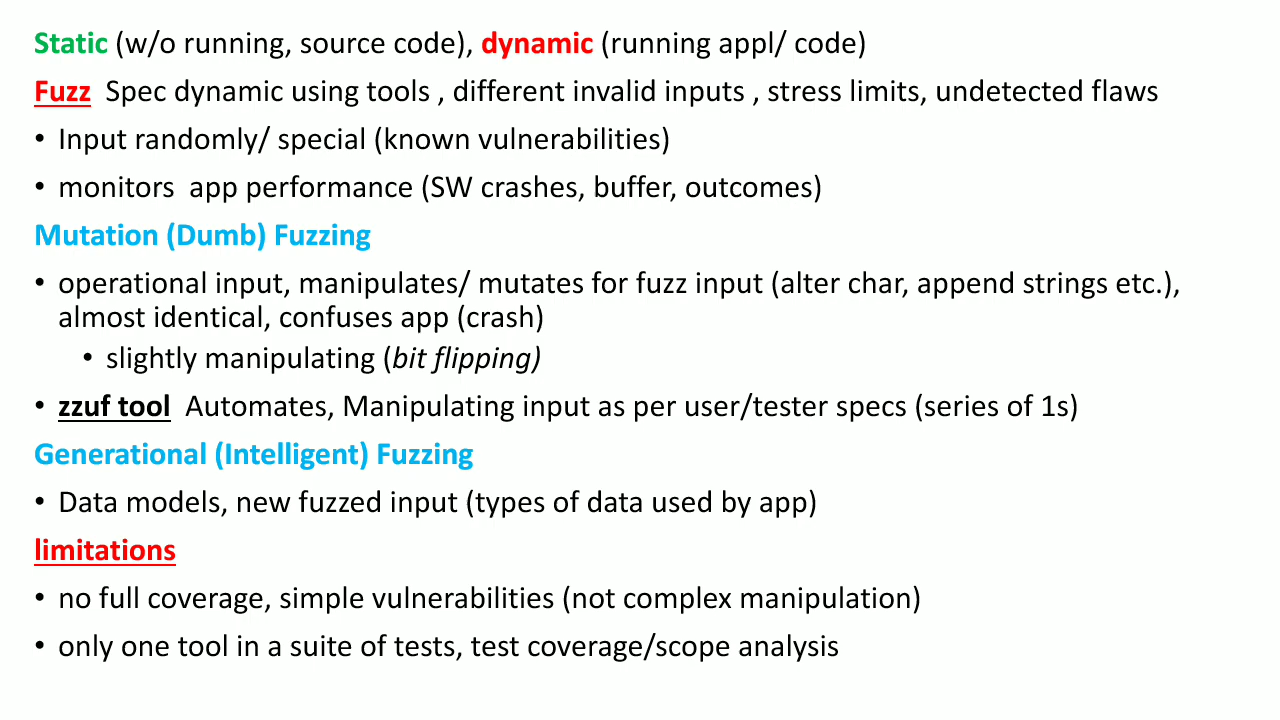 Static (w/o running, source code), dynamic (running appl/ code)
Fuzz Spec dynamic using tools , different invalid inputs , stress limits, undetected flaws
• Input randomly/ special (known vulnerabilities)
• monitors app performance (SW crashes, buffer, outcomes)
Mutation (Dumb) Fuzzing
• operational input, manipulates/ mutates for fuzz input (alter char, append strings etc.),
almost identical, confuses app (crash)
• slightly manipulating (bit flipping)
• zzuf tool Automates, Manipulating input as per user/tester specs (series of 1s)
Generational (Intelligent) Fuzzing
• Data models, new fuzzed input (types of data used by app)
limitations
• no full coverage, simple vulnerabilities (not complex manipulation)
• only one tool in a suite of tests, test coverage/scope analysis